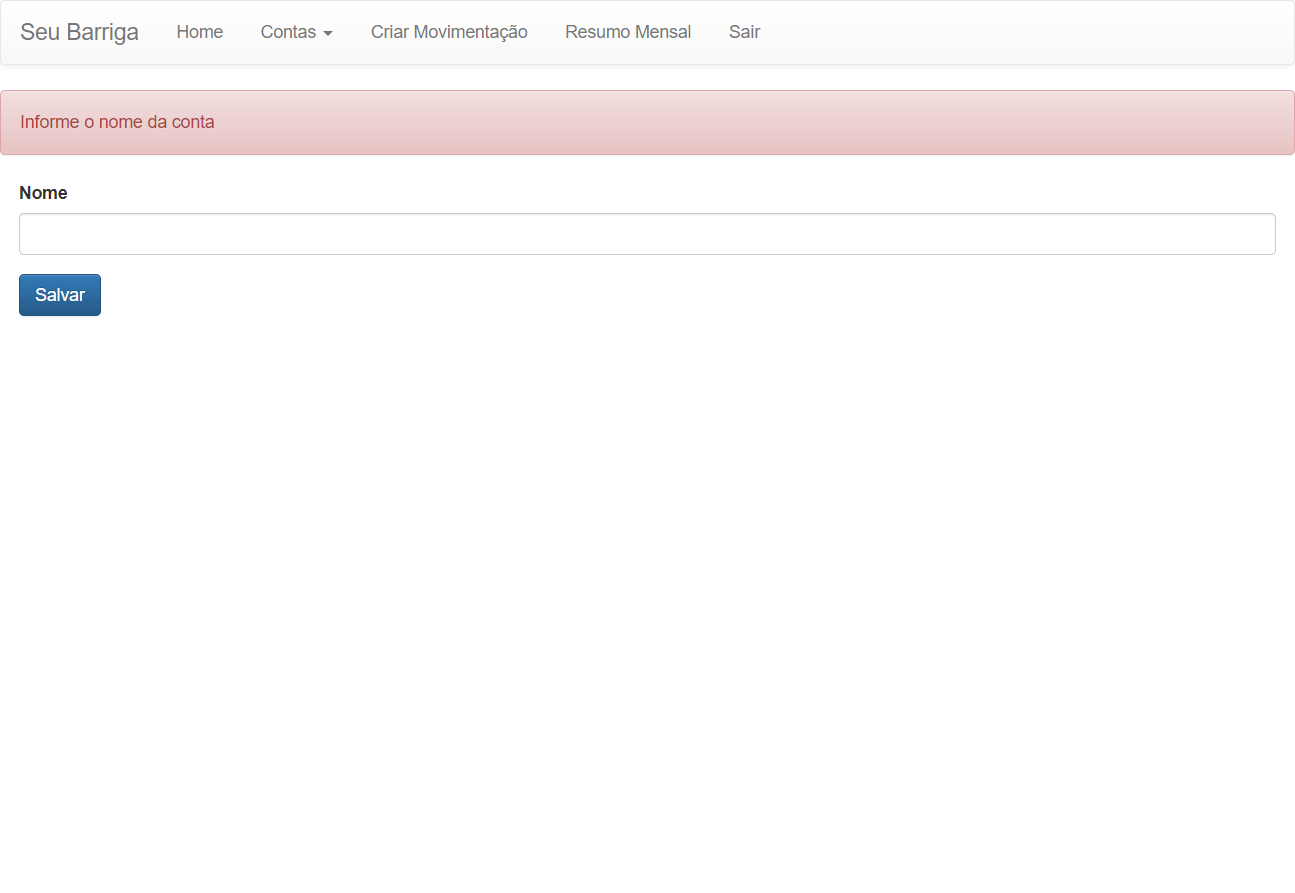 Seu Barriga Home Contas Criar Movimentação Resumo Mensal Sair
Informe o nome da conta
Nome
Salvar